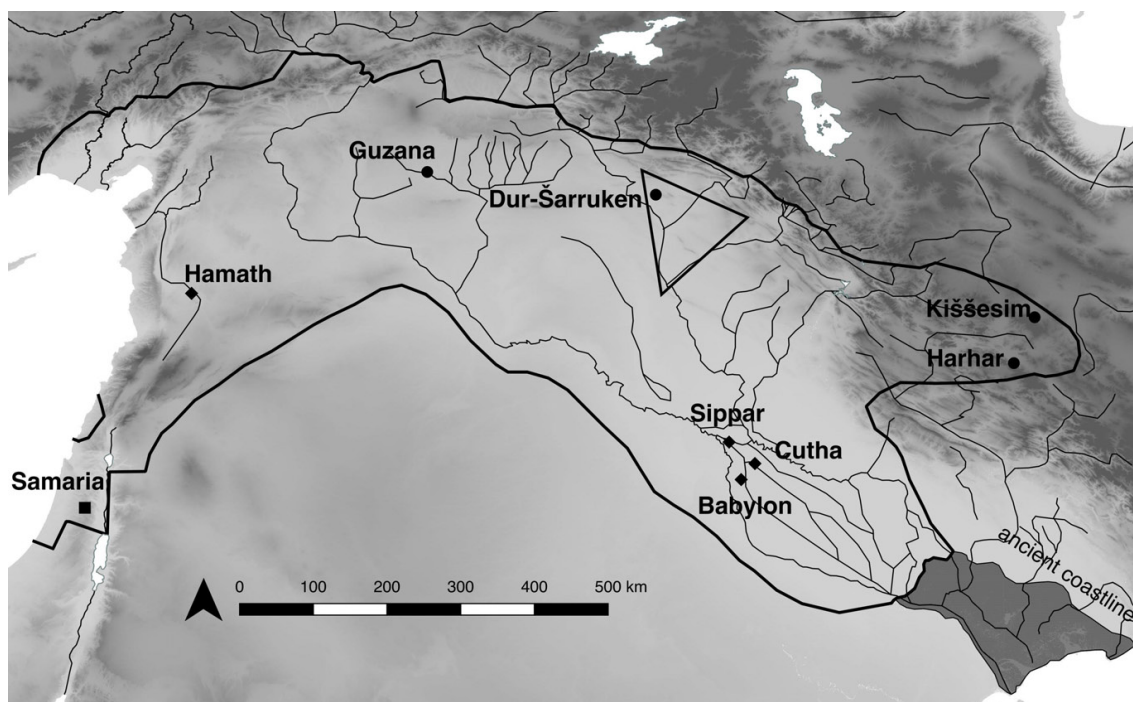 Guzana
Dur-Šarruken
Hamath
Kiššesim
Harhar
Sippar
Cutha
Samaria
Babylon
ancient coastline
0 100 200 300 400 500 km